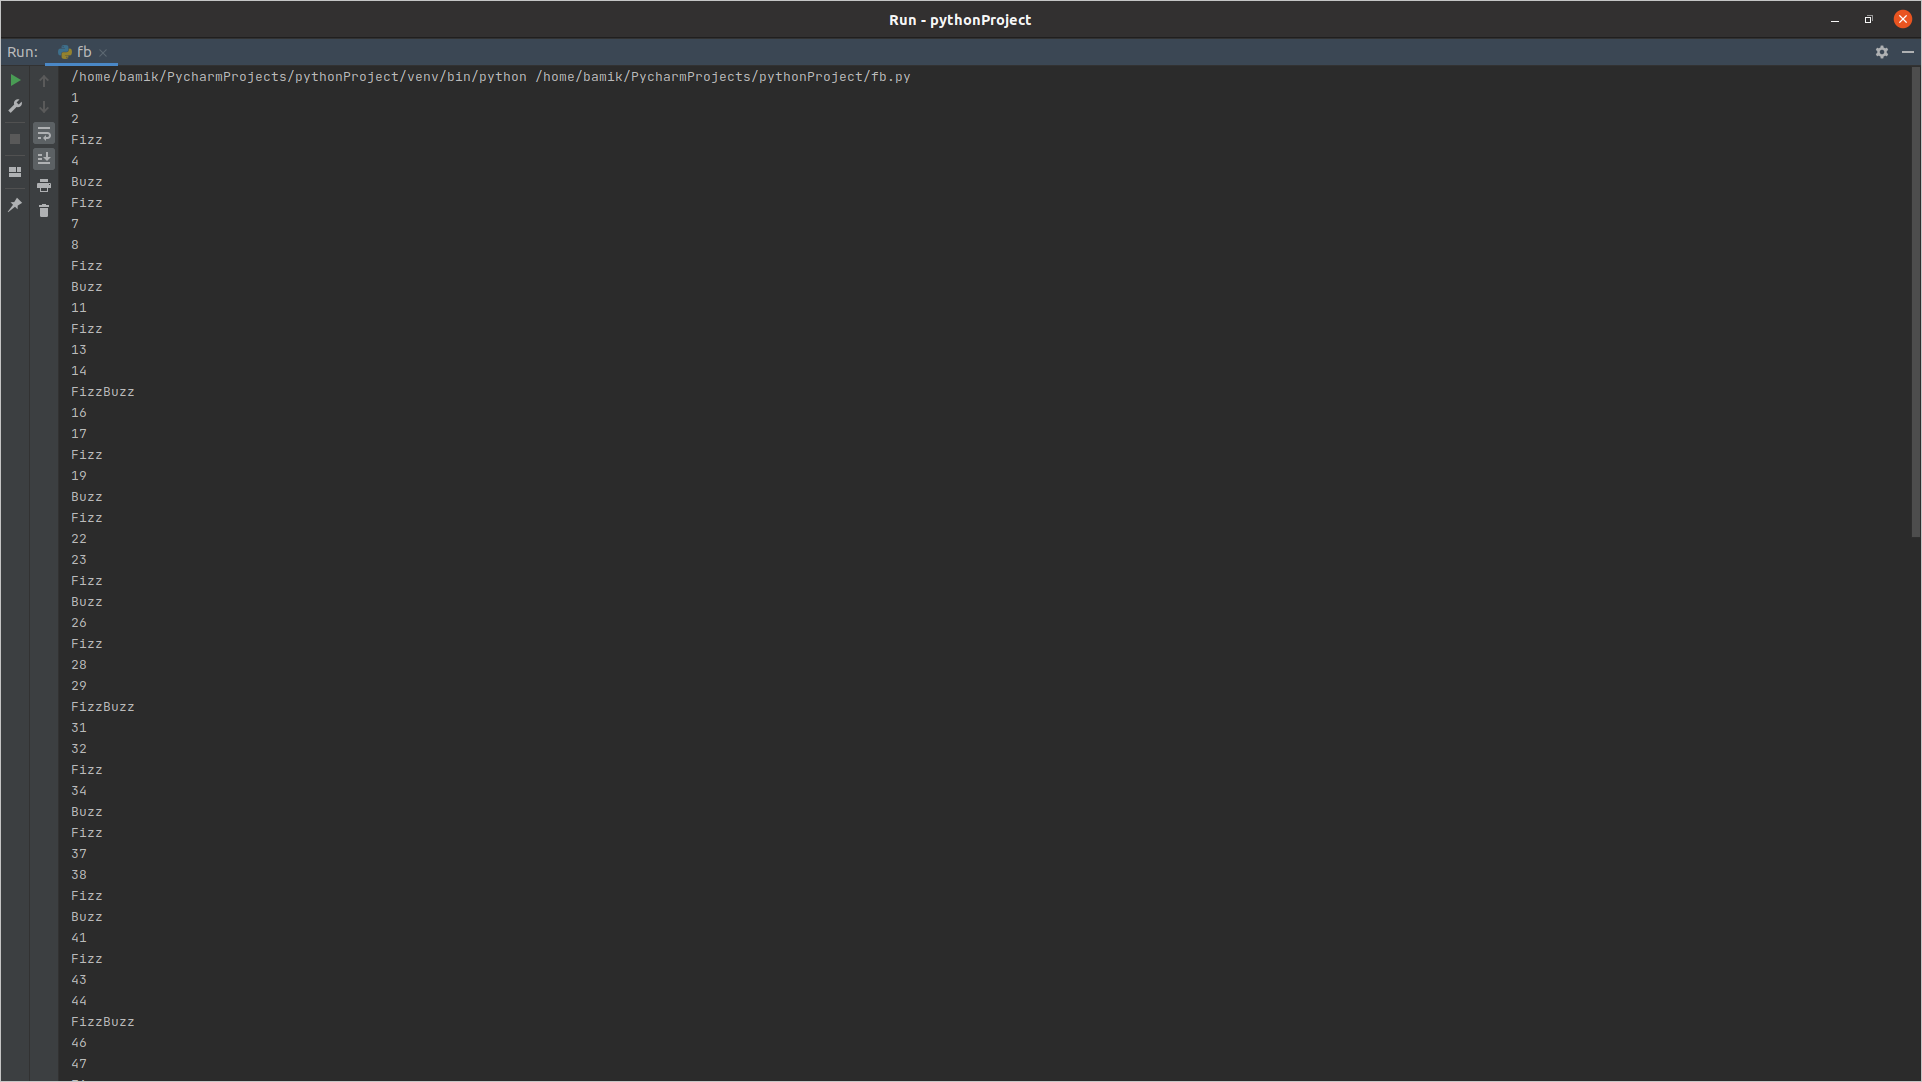 Run - pythonProject
Run: fb
/home/bamik/PycharmProjects/pythonProject/venv/bin/python /home/bamik/PycharmProjects/pythonProject/fb.py
1
2
Fizz
4
Buzz
Fizz
7
8
Fizz
Buzz
11
Fizz
13
14
FizzBuzz
16
17
Fizz
19
Buzz
Fizz
22
23
Fizz
Buzz
26
Fizz
28
29
FizzBuzz
31
32
Fizz
34
Buzz
Fizz
37
38
Fizz
Buzz
41
Fizz
43
44
FizzBuzz
46
47